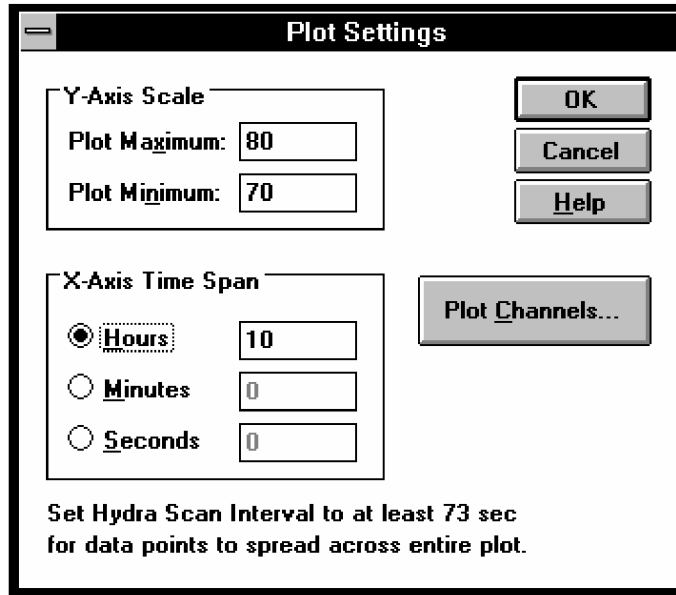 Plot Settings
Y-Axis Scale
Plot Maximum: 80
Plot Minimum: 70
OK
Cancel
Help
X-Axis Time Span
Hours 10
Minutes 0
Seconds 0
Plot Channels...
Set Hydra Scan Interval to at least 73 sec
for data points to spread across entire plot.